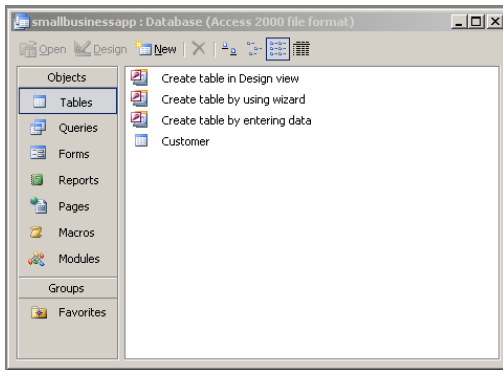 smallbusinessapp : Database (Access 2000 file format)
Open Design New
Objects
Tables
Queries
Forms
Reports
Pages
Macros
Modules
Groups
Favorites
Create table in Design view
Create table by using wizard
Create table by entering data
Customer